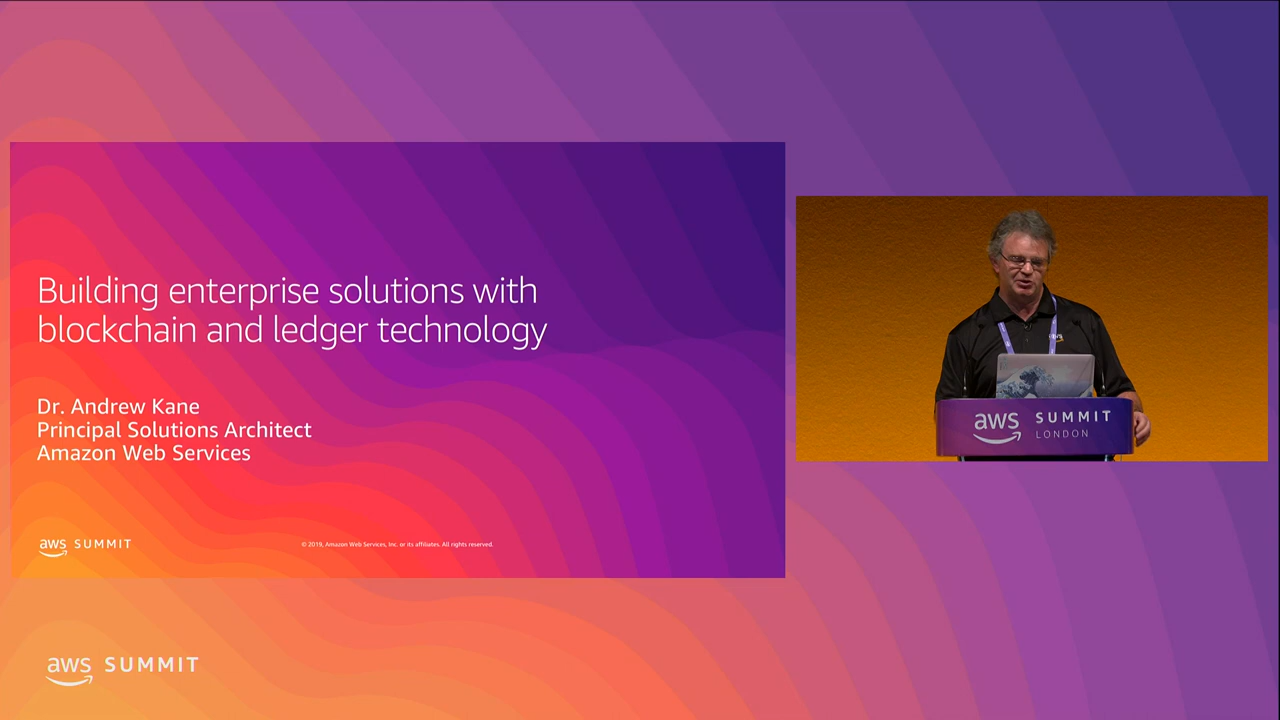 Building enterprise solutions with
blockchain and ledger technology
Dr. Andrew Kane
Principal Solutions Architect
Amazon Web Services
aws SUMMIT
© 2019, Amazon Web Services, Inc. or its affiliates. All rights reserved.
aws SUMMIT
LONDON
aws SUMMIT